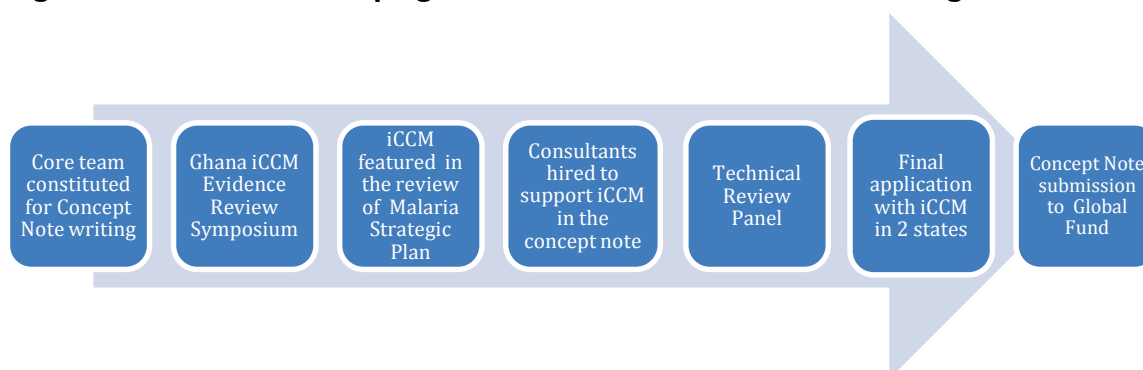 Core team
constituted
for Concept
Note writing
Ghana iCCM
Evidence
Review
Symposium
iCCM
featured in
the review
of Malaria
Strategic
Plan
Consultants
hired to
support iCCM
in the
concept note
Technical
Review
Panel
Final
application
with iCCM
in 2 states
Concept Note
submission
to Global
Fund